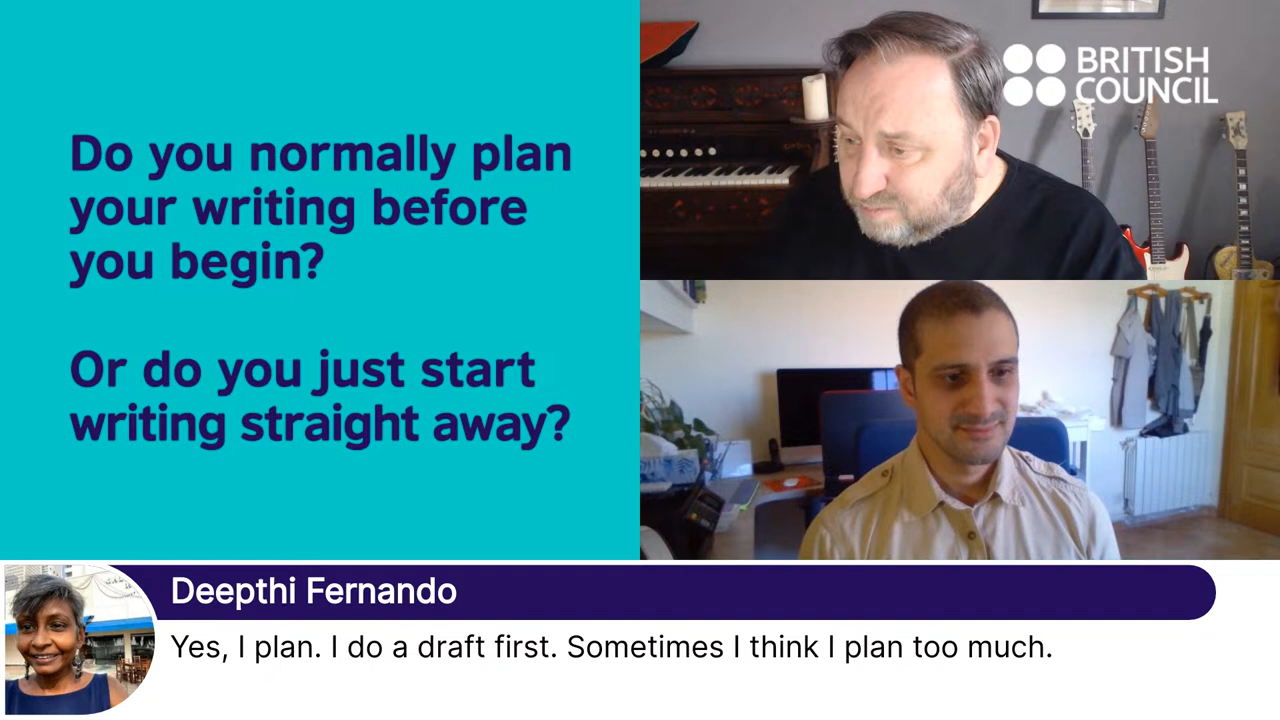 Do you normally plan
your writing before
you begin?
Or do you just start
writing straight away?
BRITISH
COUNCIL
Deepthi Fernando
Yes, I plan. I do a draft first. Sometimes I think I plan too much.